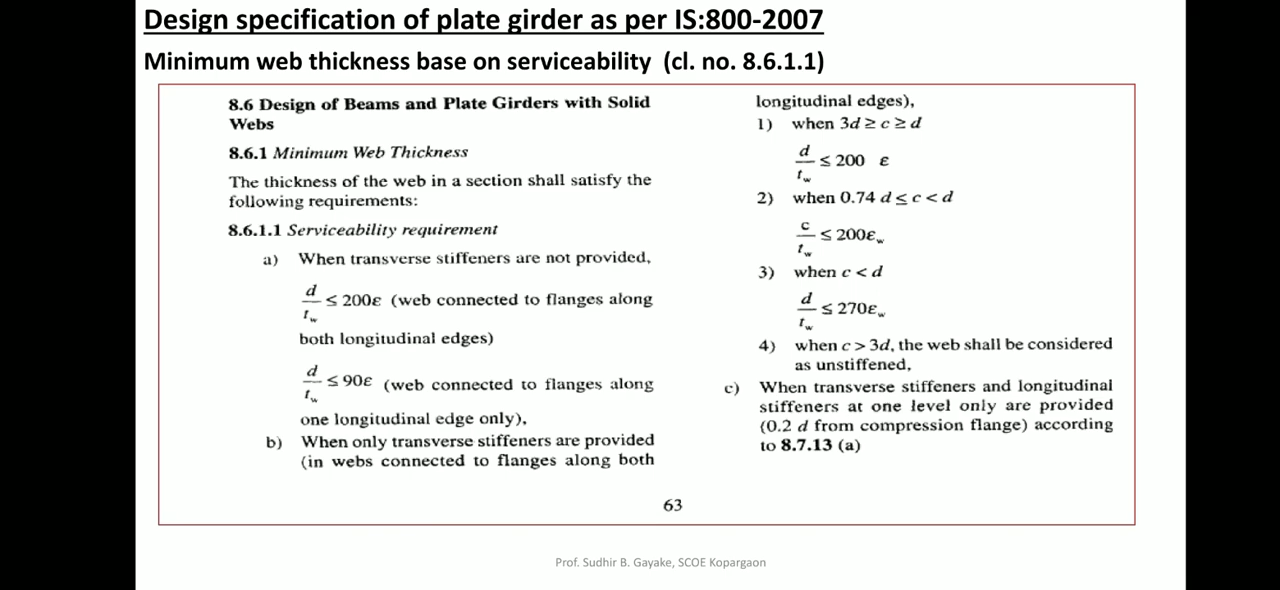 Design specification of plate girder as per IS:800-2007
Minimum web thickness base on serviceability (cl. no. 8.6.1.1)
8.6 Design of Beams and Plate Girders with Solid
Webs
8.6.1 Minimum Web Thickness
The thickness of the web in a section shall satisfy the
following requirements:
8.6.1.1 Serviceability requirement
a) When transverse stiffeners are not provided,
d/t_w ≤ 200ε (web connected to flanges along
both longitudinal edges)
d/t_w ≤ 90ε (web connected to flanges along
one longitudinal edge only),
b) When only transverse stiffeners are provided
(in webs connected to flanges along both
longitudinal edges),
1) when 3d ≥ c ≥ d
d/t_w ≤ 200 ε
2) when 0.74 d ≤ c < d
c/t_w ≤ 200ε_w
3) when c < d
d/t_w ≤ 270ε_w
4) when c > 3d, the web shall be considered
as unstiffened,
c) When transverse stiffeners and longitudinal
stiffeners at one level only are provided
(0.2 d from compression flange) according
to 8.7.13 (a)
63
Prof. Sudhir B. Gayake, SCOE Kopargaon